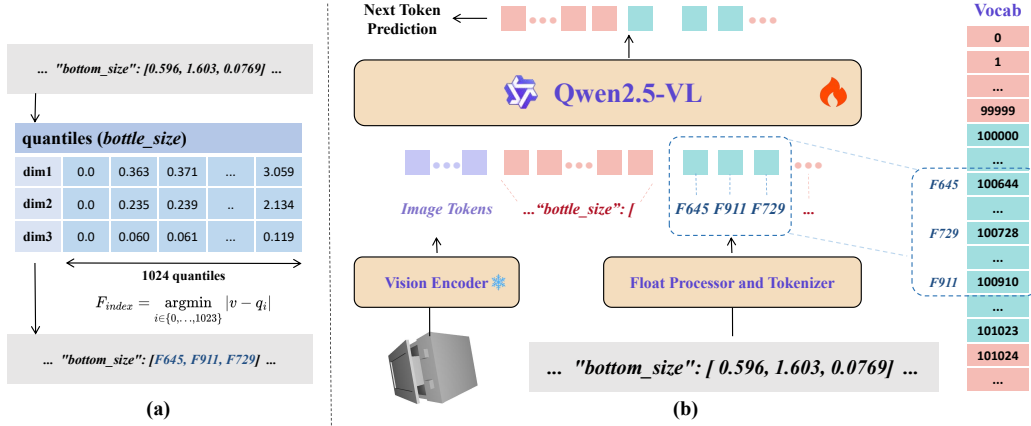 ... "bottom_size": [0.596, 1.603, 0.0769] ...
quantiles (bottle_size)
dim1 0.0 0.363 0.371 ... 3.059
dim2 0.0 0.235 0.239 .. 2.134
dim3 0.0 0.060 0.061 ... 0.119
1024 quantiles
F_{index} = argmin_{i∈{0,...,1023}} |v − q_i|
... "bottom_size": [F645, F911, F729] ...
(a)
Next Token
Prediction
Qwen2.5-VL
Image Tokens
..."bottle_size": [
F645 F911 F729
...
Vision Encoder
Float Processor and Tokenizer
... "bottom_size": [ 0.596, 1.603, 0.0769] ...
(b)
Vocab
0
1
...
99999
100000
...
F645 100644
...
F729 100728
...
F911 100910
...
101023
101024
...